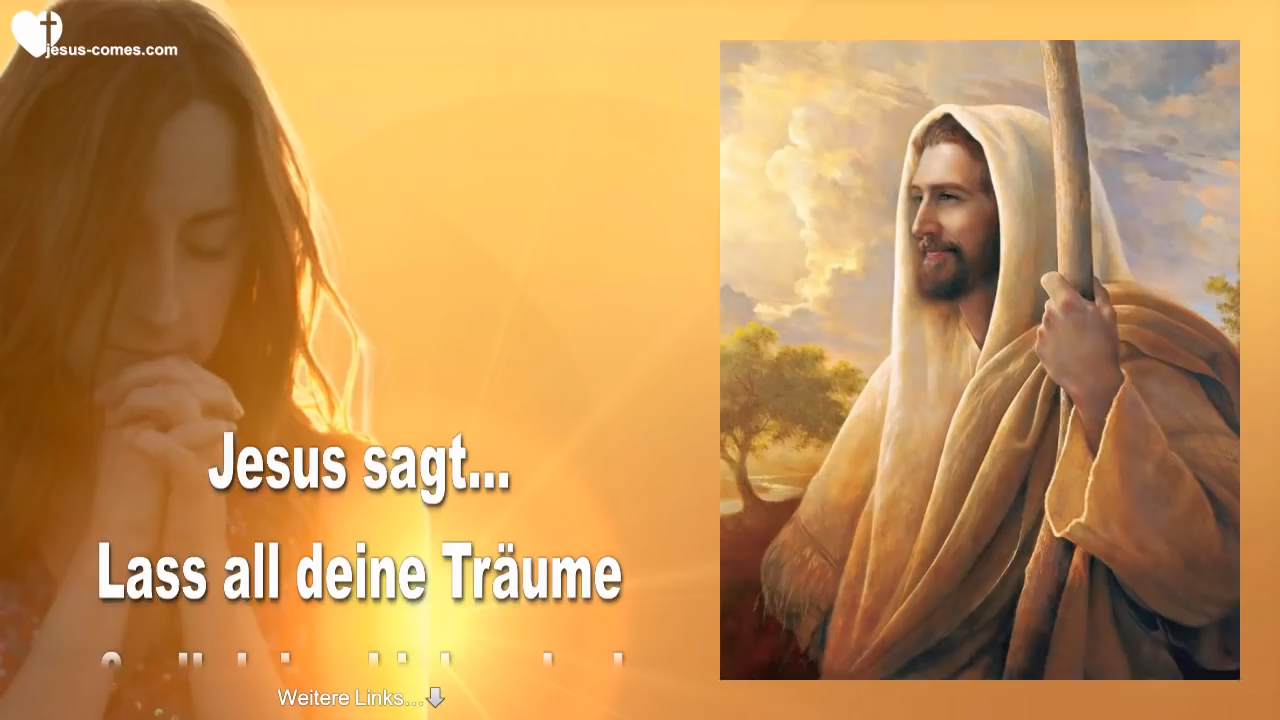 jesus-comes.com
Jesus sagt...
Lass all deine Träume
Weitere Links...